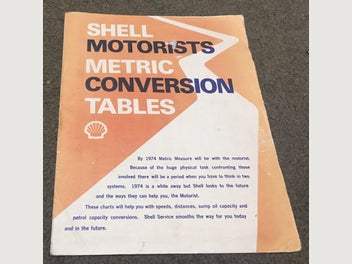 SHELL
MOTORISTS
METRIC
CONVERSION
TABLES
By 1974 Metric Measure will be with the motorist.
Because of the huge physical task confronting those
involved there will be a period when you have to think in two
systems. 1974 is a while away but Shell looks to the future
and the ways they can help you, the Motorist.
These charts will help you with speeds, distances, sump oil capacity and
petrol capacity conversions. Shell Service smooths the way for you today
and in the future.